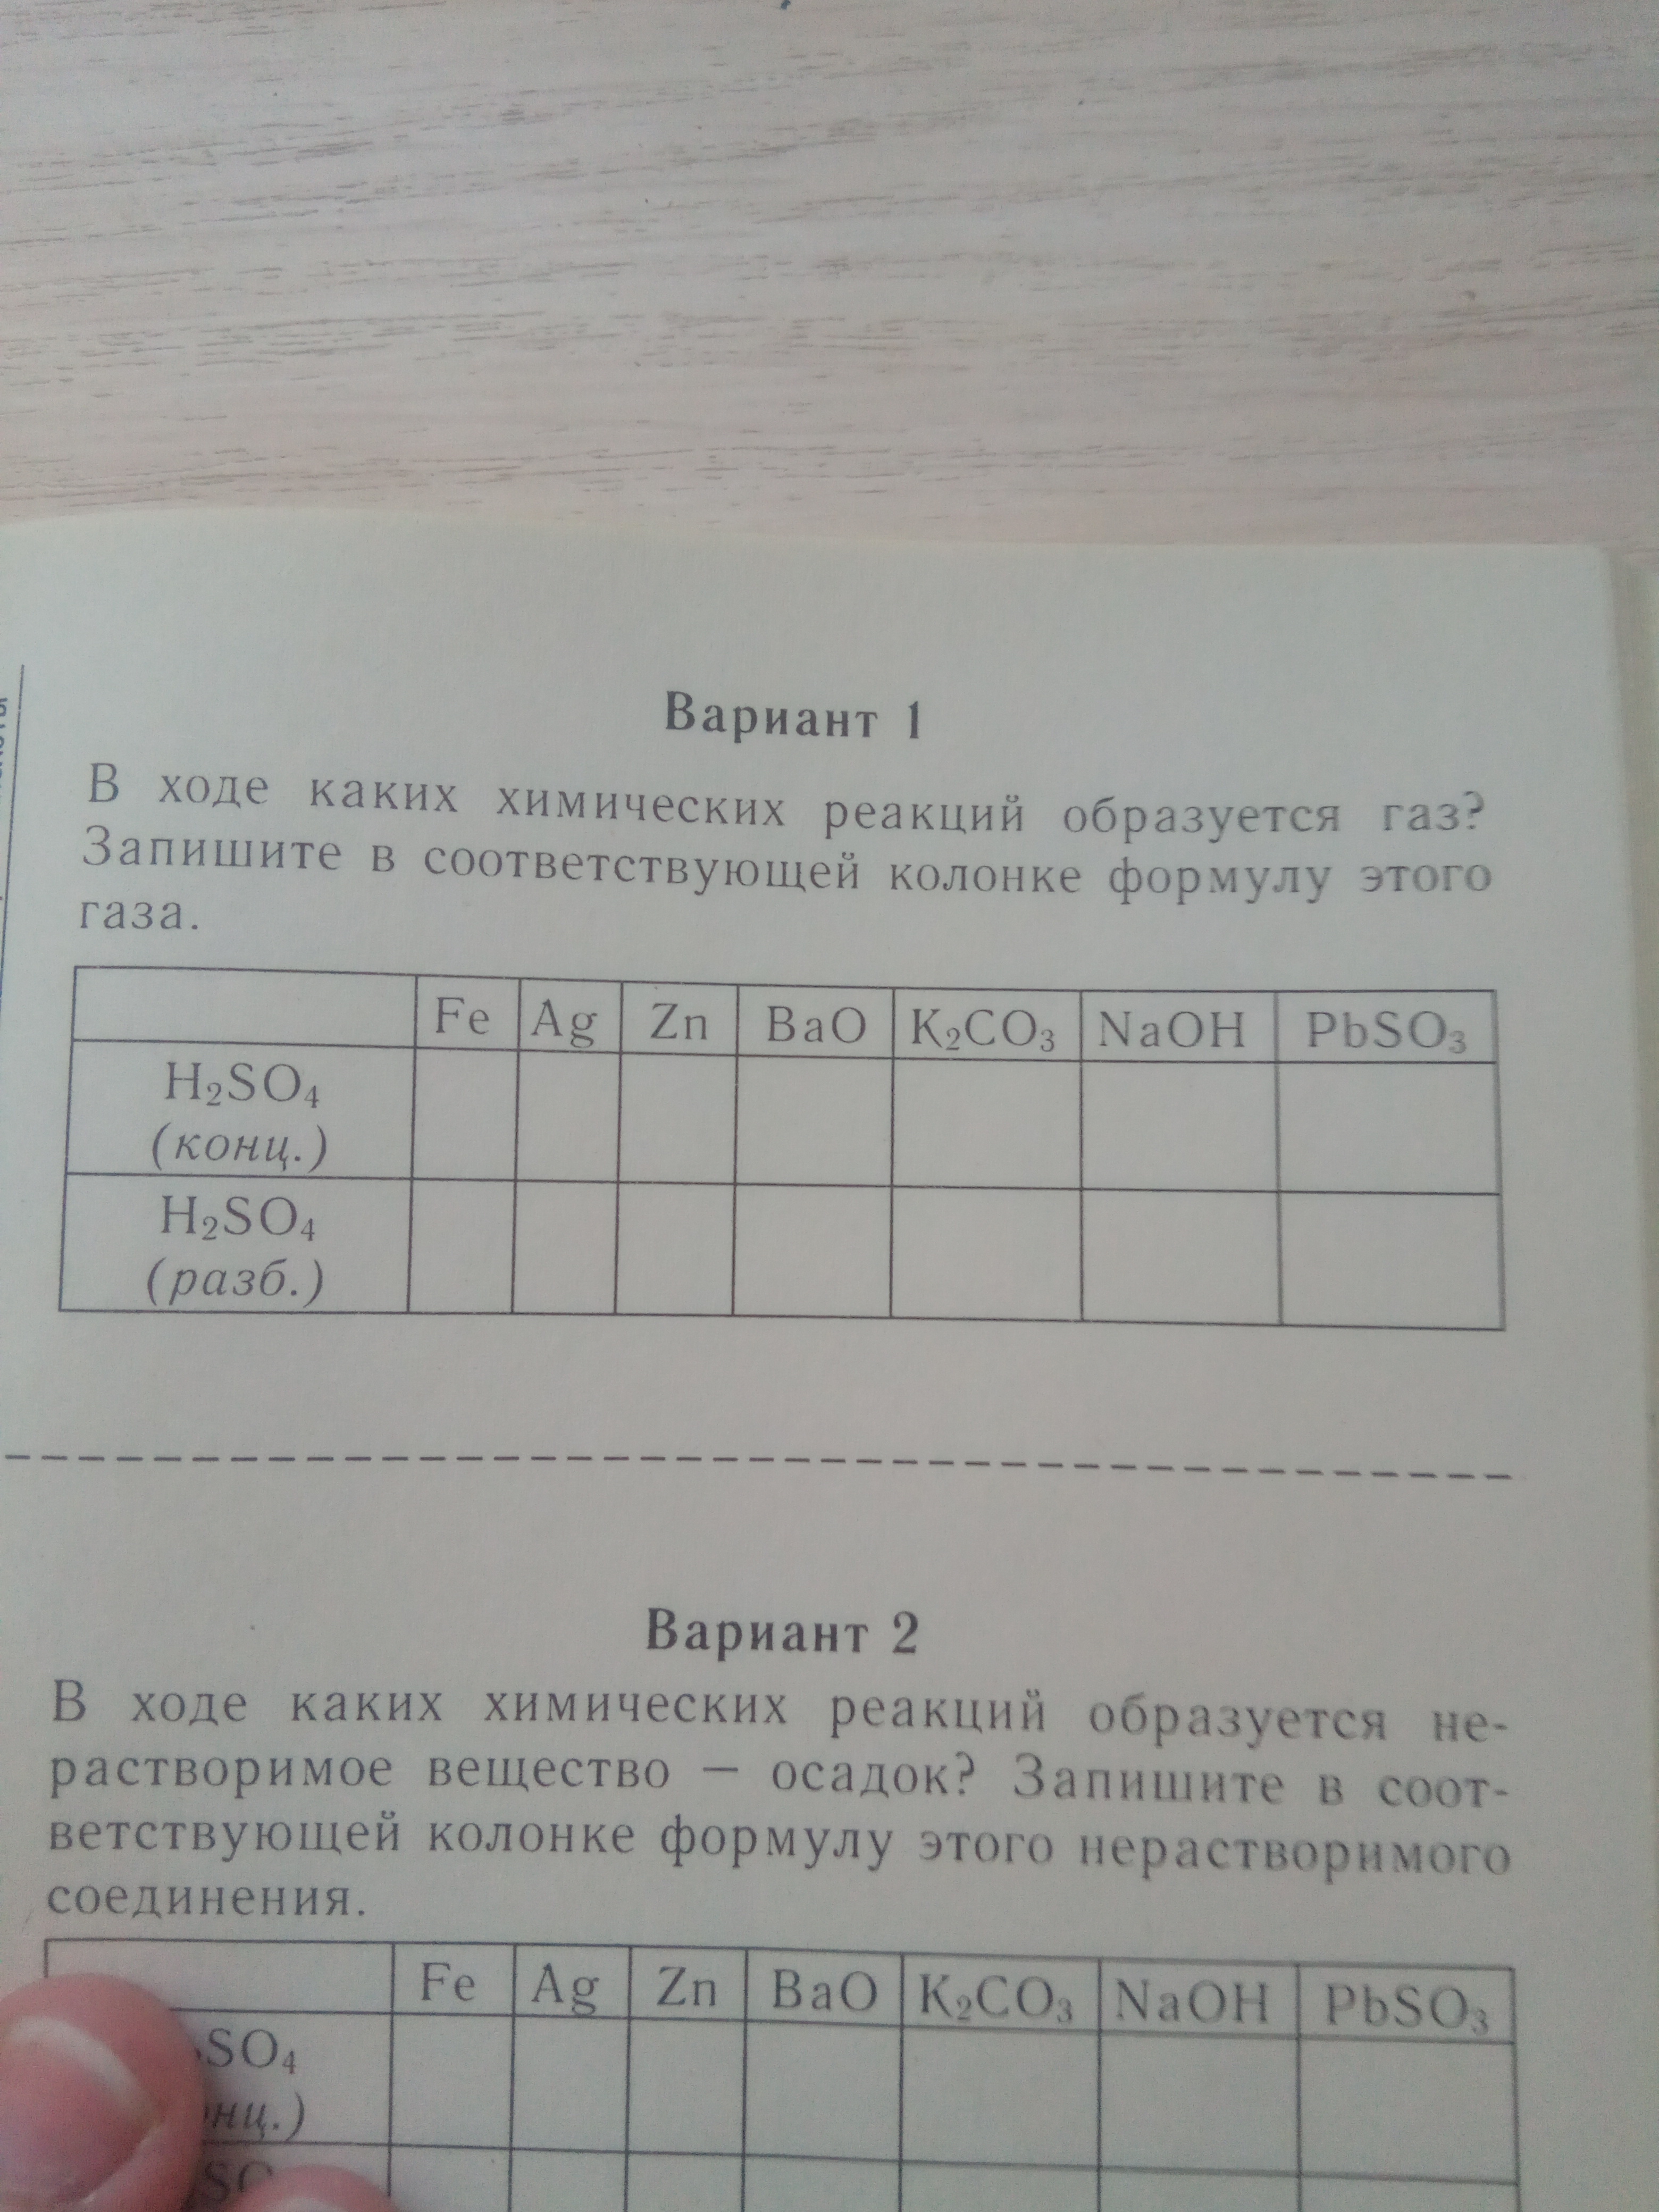 Вариант 1
В ходе каких химических реакций образуется газ?
Запишите в соответствующей колонке формулу этого
газа.
Fe Ag Zn BaO K₂CO₃ NaOH PbSO₃
H₂SO₄
(конц.)
H₂SO₄
(разб.)
Вариант 2
В ходе каких химических реакций образуется не-
растворимое вещество — осадок? Запишите в соот-
ветствующей колонке формулу этого нерастворимого
соединения.
Fe Ag Zn BaO K₂CO₃ NaOH PbSO₃
SO₄
нц.)